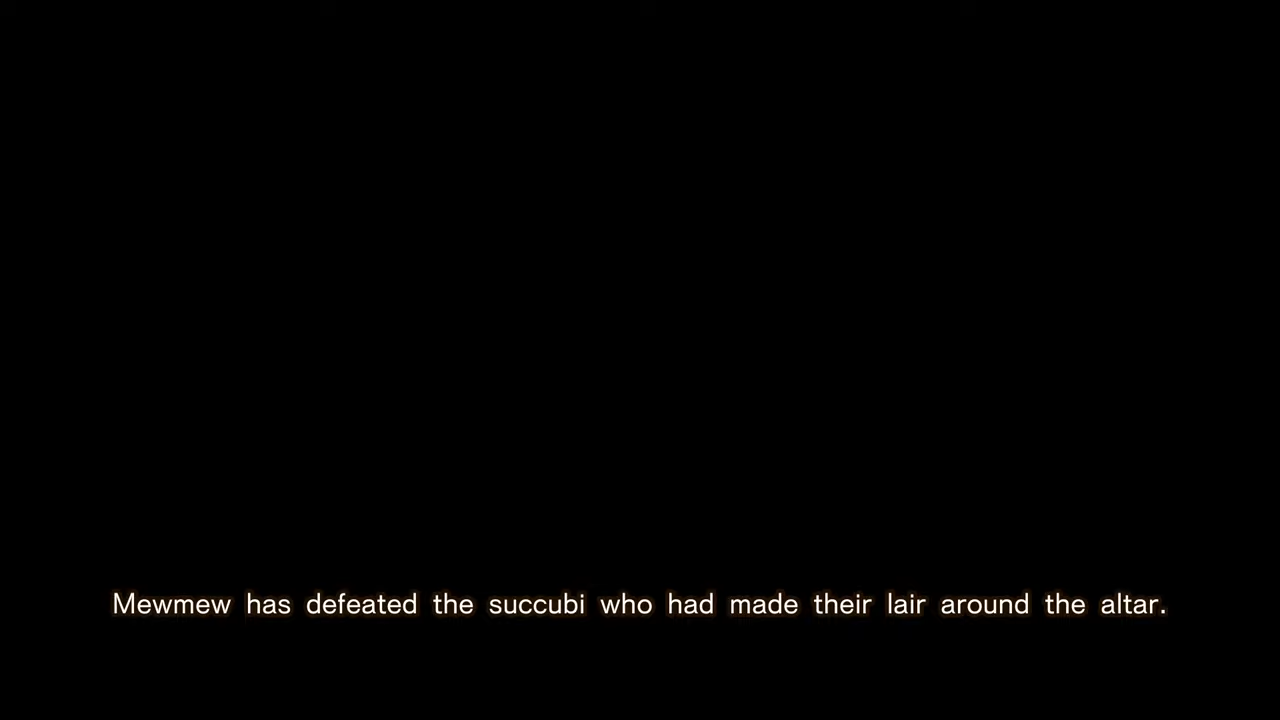 Mewmew has defeated the succubi who had made their lair around the altar.